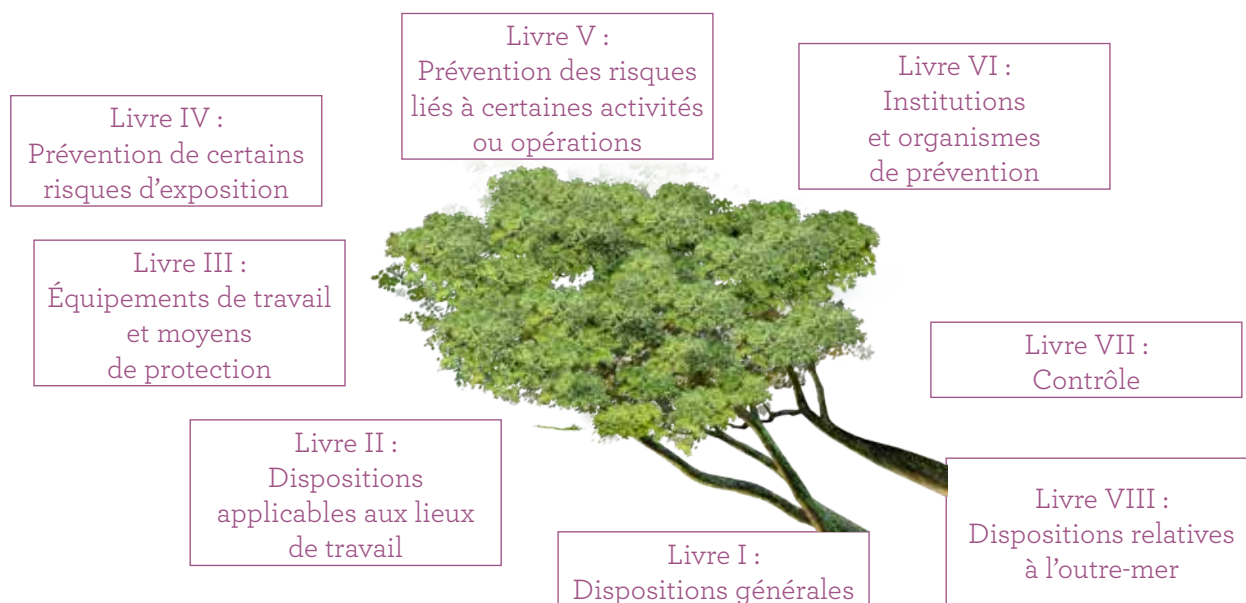 Livre V :
Prévention des risques
liés à certaines activités
ou opérations
Livre VI :
Institutions
et organismes
de prévention
Livre IV :
Prévention de certains
risques d’exposition
Livre III :
Équipements de travail
et moyens
de protection
Livre VII :
Contrôle
Livre II :
Dispositions
applicables aux lieux
de travail
Livre VIII :
Dispositions relatives
à l’outre-mer
Livre I :
Dispositions générales